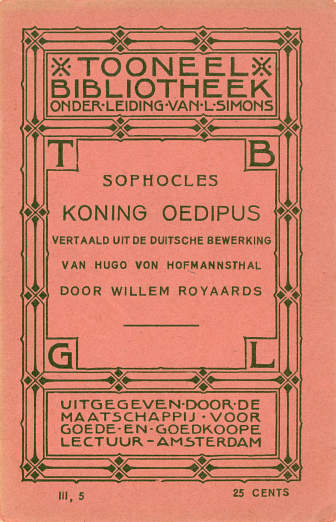 TOONEEL
BIBLIOTHEEK
ONDER·LEIDING·VAN·L·SIMONS
T B
SOPHOCLES
KONING OEDIPUS
VERTAALD UIT DE DUITSCHE BEWERKING
VAN HUGO VON HOFMANNSTHAL
DOOR WILLEM ROYAARDS
G L
UITGEGEVEN·DOOR·DE
MAATSCHAPPIJ·VOOR
GOEDE·EN·GOEDKOOPE
LECTUUR–AMSTERDAM
III, 5 25 CENTS